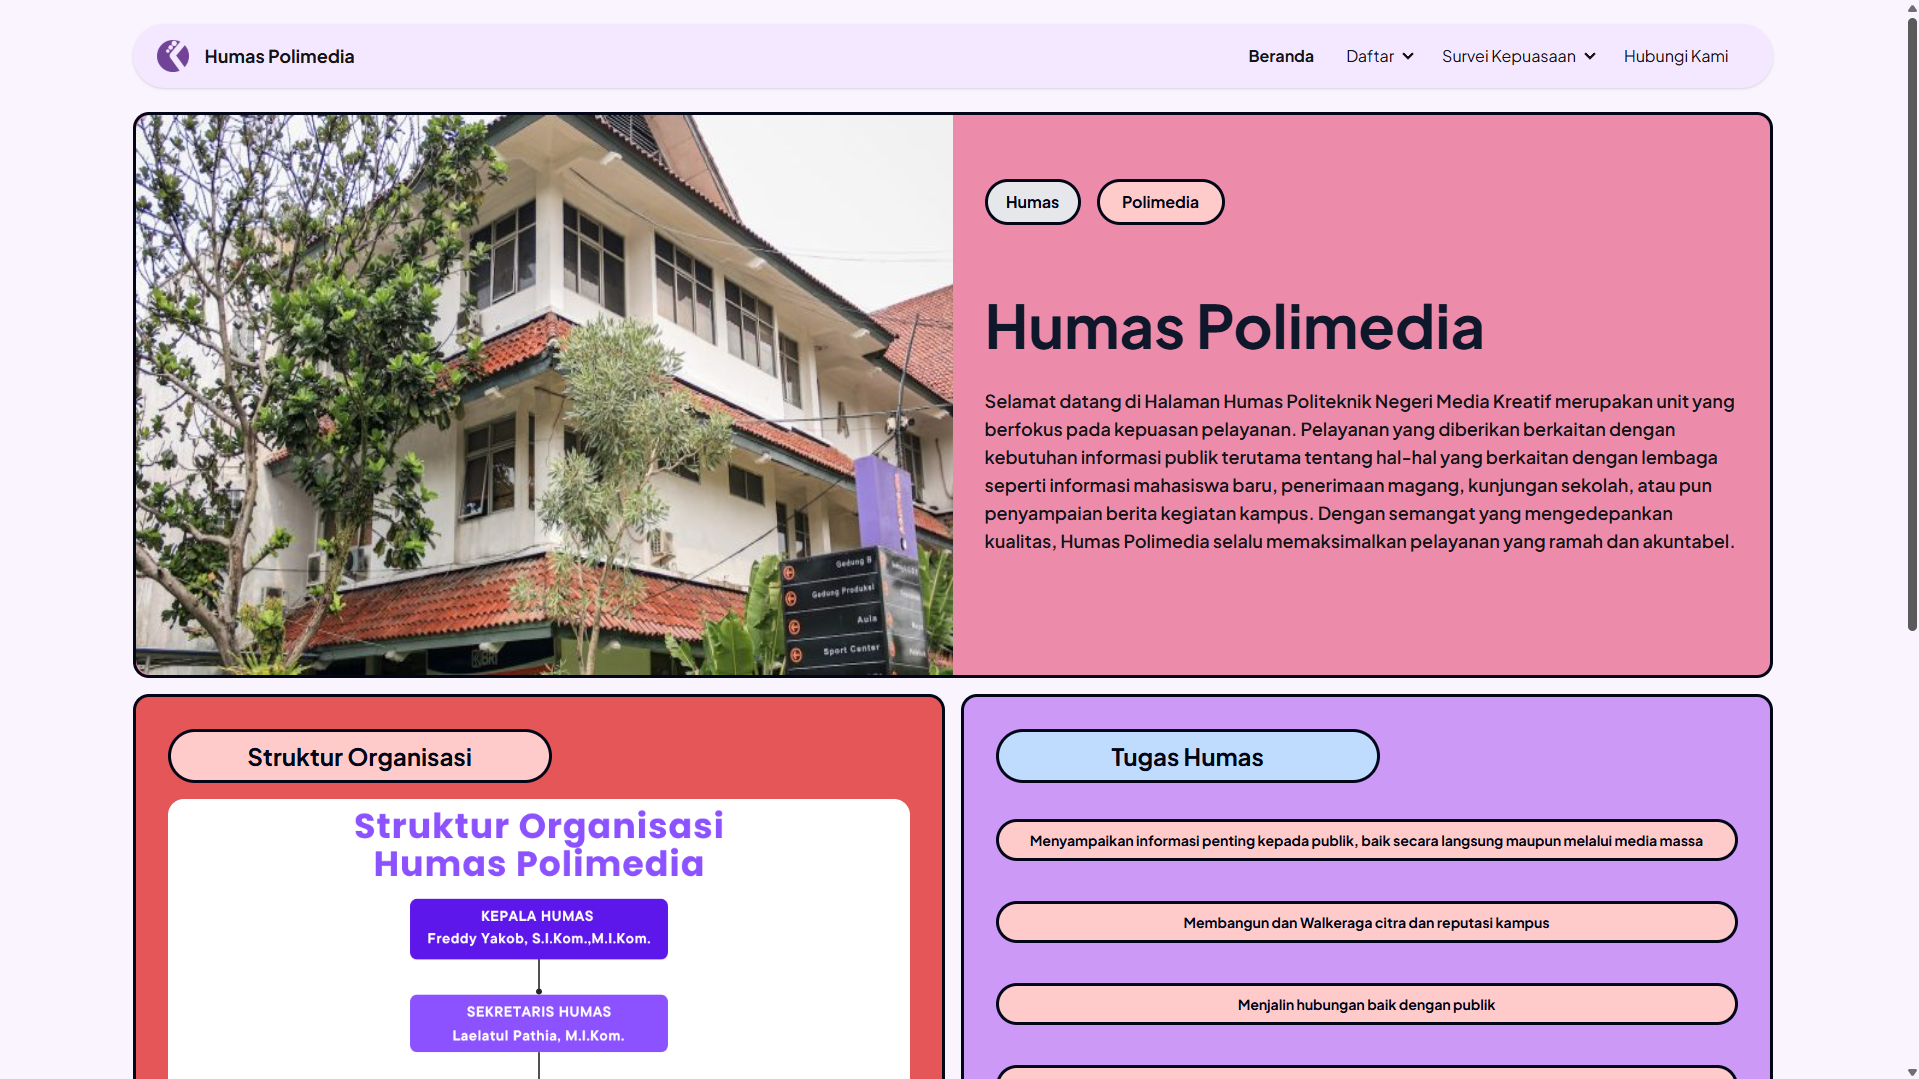 Humas Polimedia
Beranda
Daftar
Survei Kepuasaan
Hubungi Kami
Gedung B
Gedung Produksi
Aula
Sport Center
Humas
Polimedia
Humas Polimedia
Selamat datang di Halaman Humas Politeknik Negeri Media Kreatif merupakan unit yang
berfokus pada kepuasan pelayanan. Pelayanan yang diberikan berkaitan dengan
kebutuhan informasi publik terutama tentang hal-hal yang berkaitan dengan lembaga
seperti informasi mahasiswa baru, penerimaan magang, kunjungan sekolah, atau pun
penyampaian berita kegiatan kampus. Dengan semangat yang mengedepankan
kualitas, Humas Polimedia selalu memaksimalkan pelayanan yang ramah dan akuntabel.
Struktur Organisasi
Struktur Organisasi
Humas Polimedia
KEPALA HUMAS
Freddy Yakob, S.I.Kom.,M.I.Kom.
SEKRETARIS HUMAS
Laelatul Pathia, M.I.Kom.
Tugas Humas
Menyampaikan informasi penting kepada publik, baik secara langsung maupun melalui media massa
Membangun dan Walkeraga citra dan reputasi kampus
Menjalin hubungan baik dengan publik